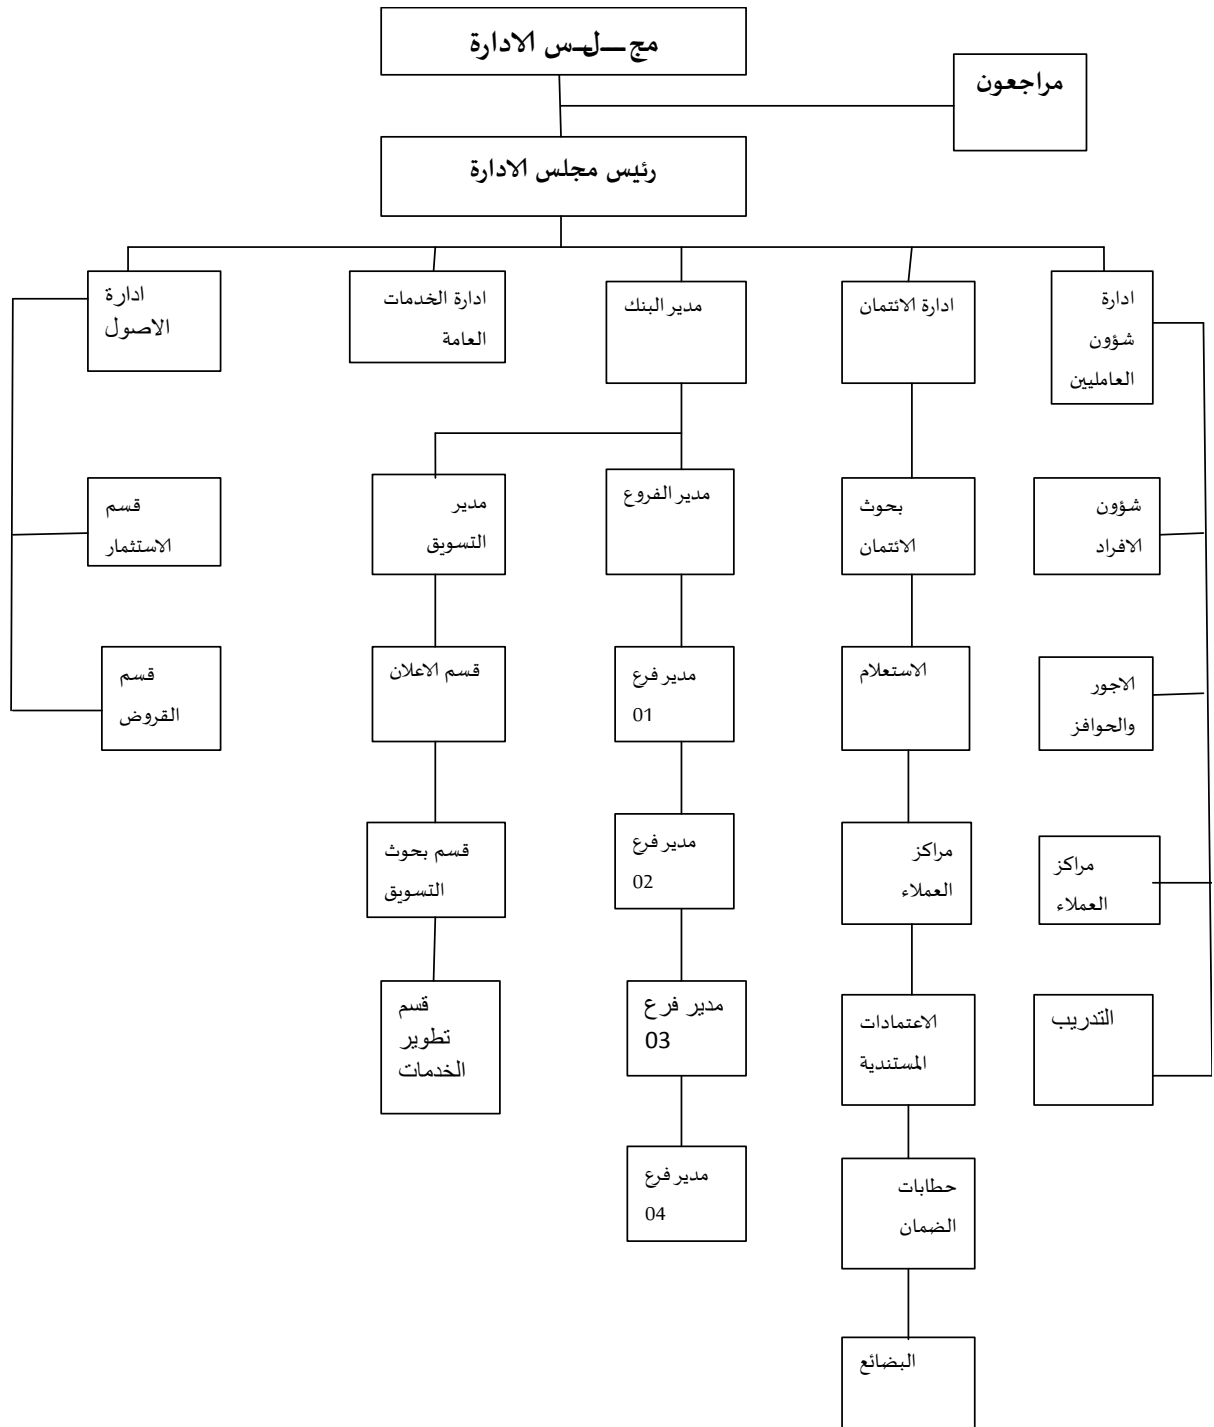 مجـــلــس الادارة
مراجعون
رئيس مجلس الادارة
ادارة
شؤون
العامليين
ادارة الائتمان
مدير البنك
ادارة الخدمات
العامة
ادارة
الاصول
شؤون
الافراد
بحوث
الائتمان
مدير الفروع
مدير
التسويق
قسم
الاستثمار
الاجور
والحوافز
الاستعلام
مدير فرع
01
قسم الاعلان
قسم
القروض
مراكز
العملاء
مراكز
العملاء
مدير فرع
02
قسم بحوث
التسويق
التدريب
الاعتمادات
المستندية
مدير فرع
03
قسم
تطوير
الخدمات
حطابات
الضمان
مدير فرع
04
البضائع